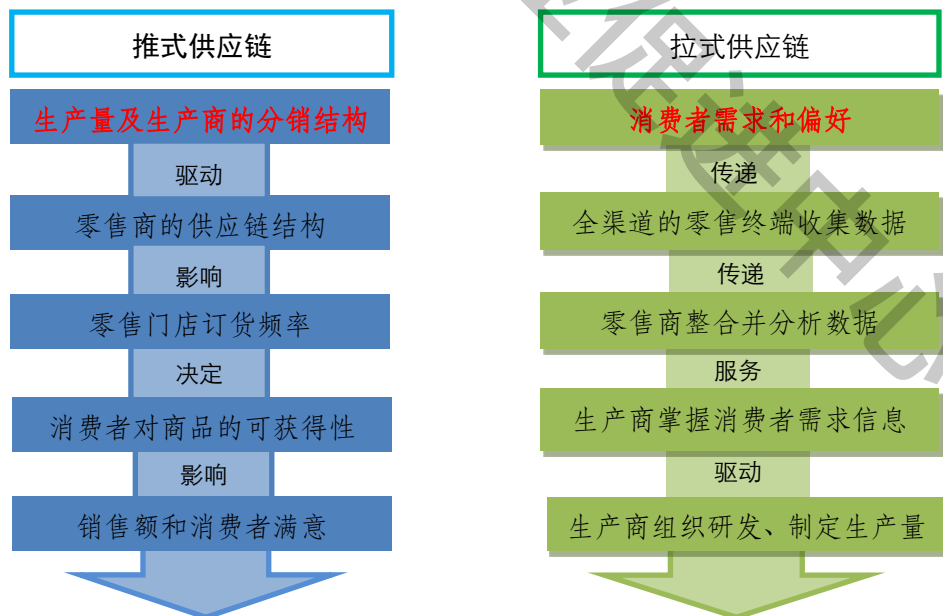 推式供应链
生产量及生产商的分销结构
驱动
零售商的供应链结构
影响
零售门店订货频率
决定
消费者对商品的可获得性
影响
销售额和消费者满意
拉式供应链
消费者需求和偏好
传递
全渠道的零售终端收集数据
传递
零售商整合并分析数据
服务
生产商掌握消费者需求信息
驱动
生产商组织研发、制定生产量
促进中心